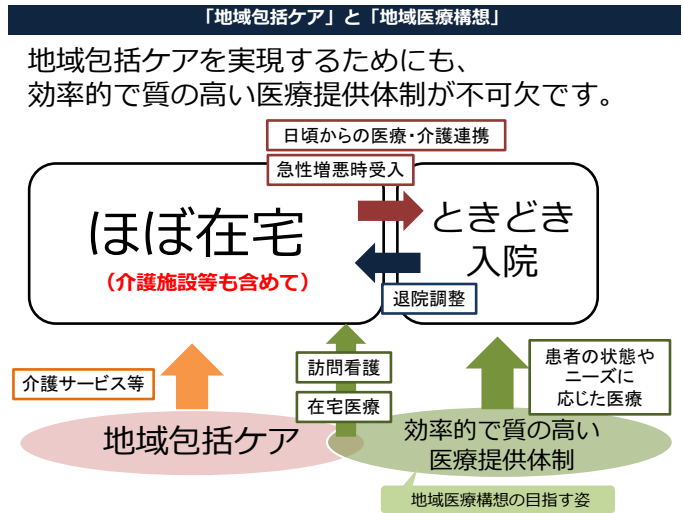 「地域包括ケア」と「地域医療構想」
地域包括ケアを実現するためにも、
効率的で質の高い医療提供体制が不可欠です。
日頃からの医療・介護連携
急性増悪時受入
ほぼ在宅
（介護施設等も含めて）
ときどき
入院
退院調整
介護サービス等
訪問看護
在宅医療
患者の状態や
ニーズに
応じた医療
地域包括ケア
効率的で質の高い
医療提供体制
地域医療構想の目指す姿